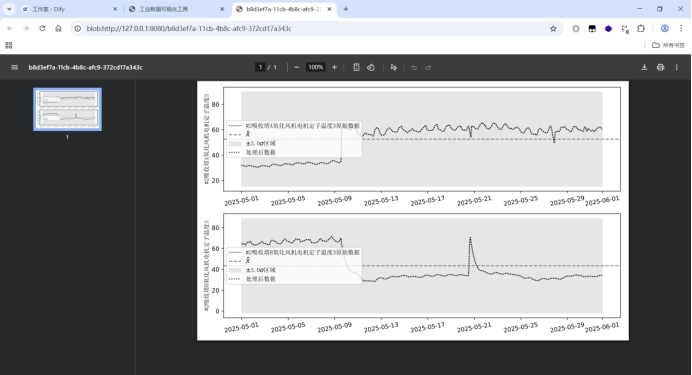 工作室 - Dify
工业数据可视化工具
b8d3ef7a-11cb-4b8c-afc9-3
blob:http://127.0.0.1:8080/b8d3ef7a-11cb-4b8c-afc9-372cd17a343c
所有书签
b8d3ef7a-11cb-4b8c-afc9-372cd17a343c
1 / 1
100%
1
#2吸收塔A氧化风机电机定子温度3
80
60
40
20
#2吸收塔A氧化风机电机定子温度3原始数据
X̄
±3.0σ区域
处理后数据
2025-05-01
2025-05-05
2025-05-09
2025-05-13
2025-05-17
2025-05-21
2025-05-25
2025-05-29
2025-06-01
#2吸收塔B氧化风机电机定子温度3
80
60
40
20
0
#2吸收塔B氧化风机电机定子温度3原始数据
X̄
±3.0σ区域
处理后数据
2025-05-01
2025-05-05
2025-05-09
2025-05-13
2025-05-17
2025-05-21
2025-05-25
2025-05-29
2025-06-01